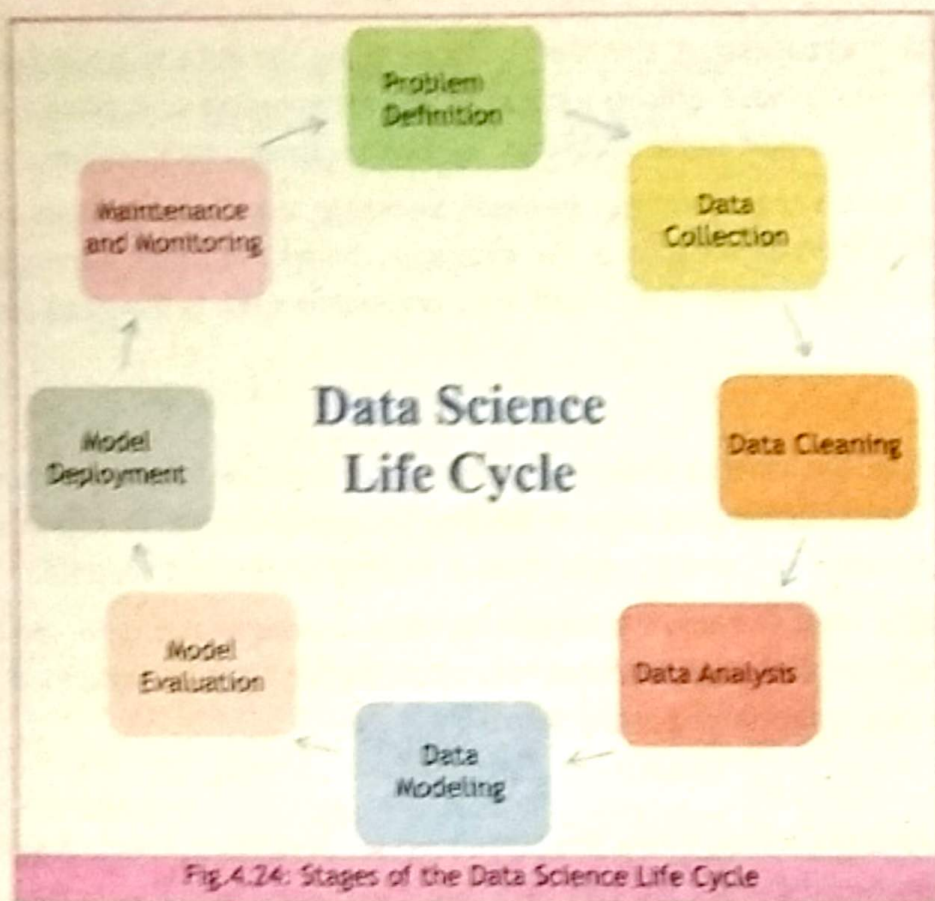 Problem
Definition
Data
Collection
Data Cleaning
Data Analysis
Data
Modeling
Model
Evaluation
Model
Deployment
Maintenance
and Monitoring
Data Science
Life Cycle
Fig.4.24: Stages of the Data Science Life Cycle